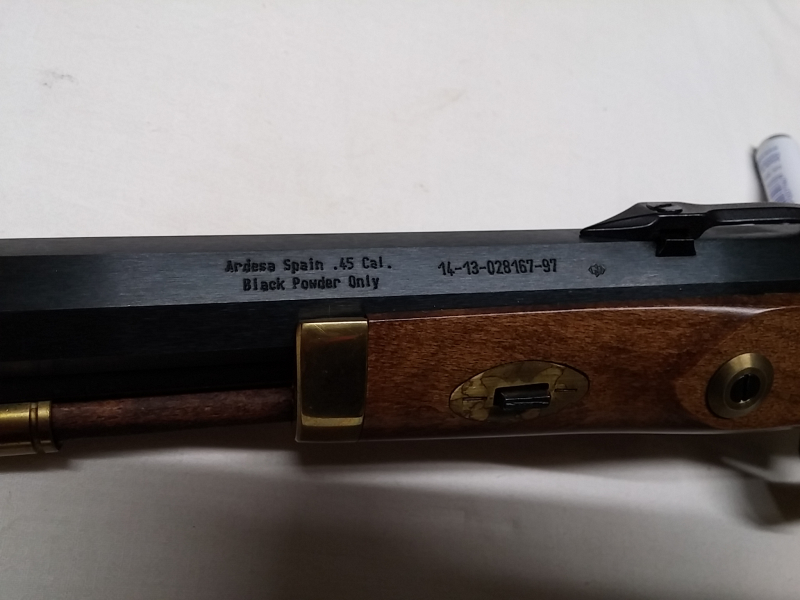 Ardesa Spain .45 Cal.
Black Powder Only
14-13-028167-97